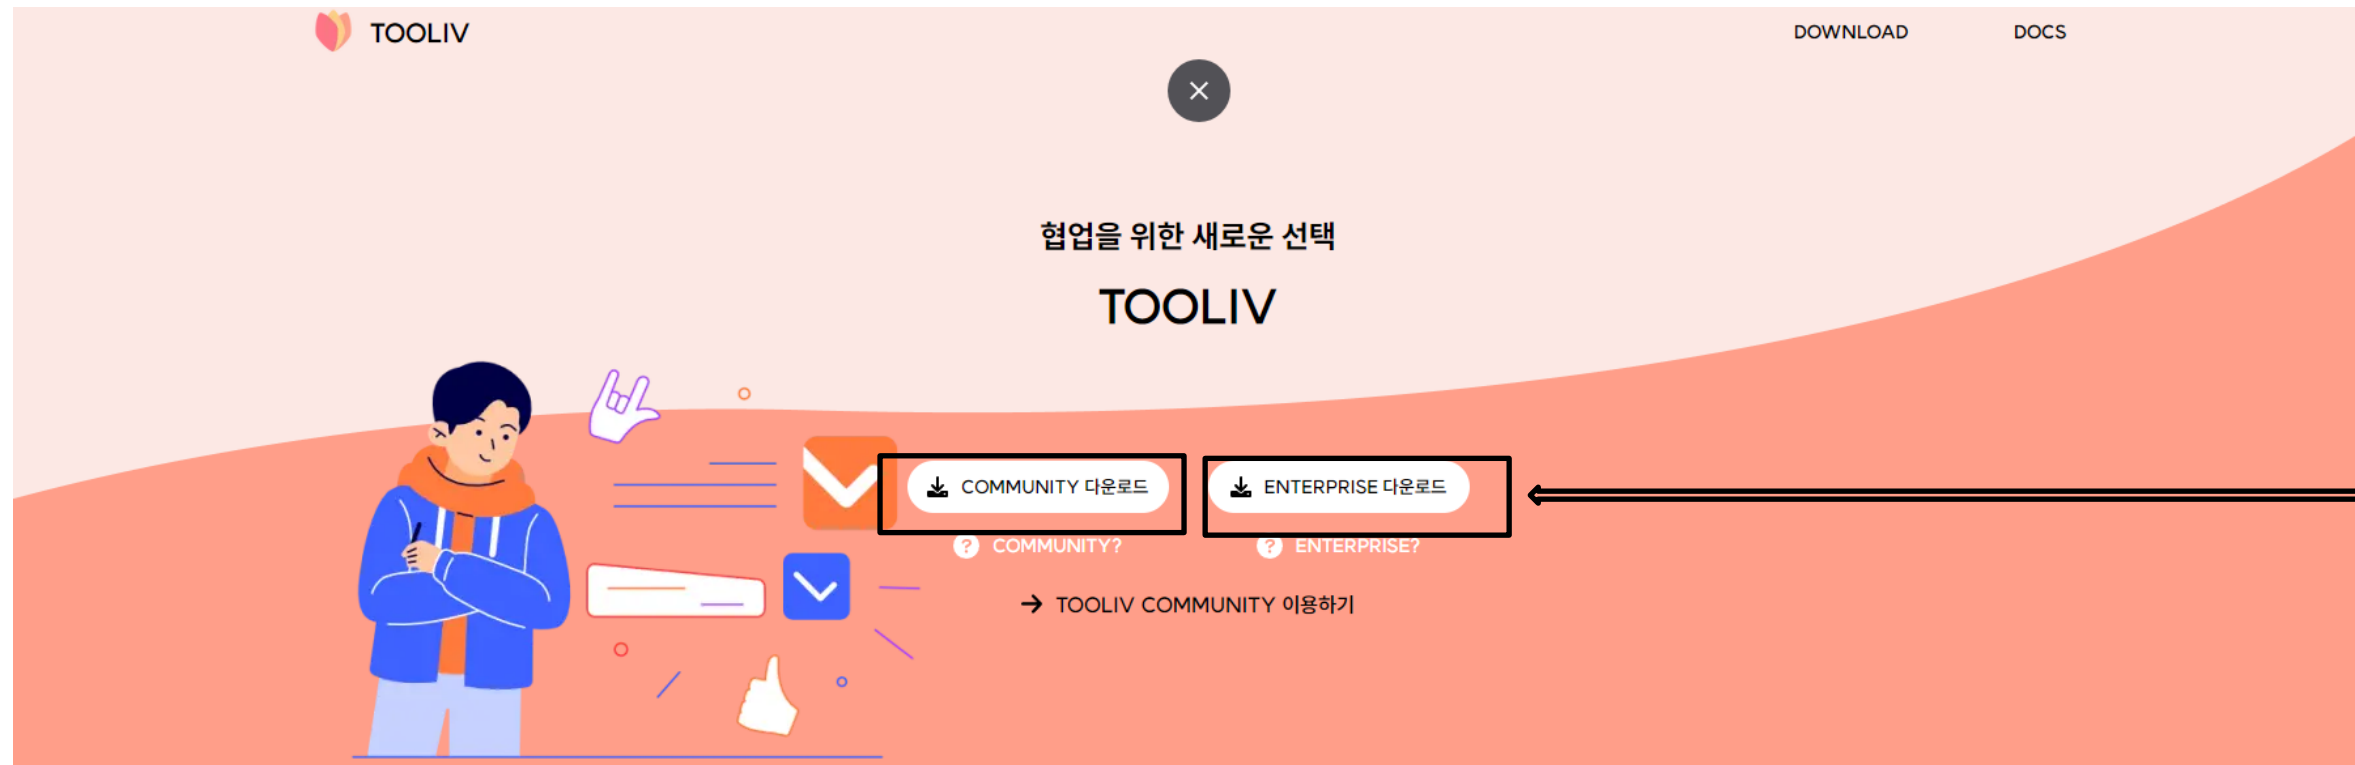 TOOLIV
DOWNLOAD DOCS
협업을 위한 새로운 선택
TOOLIV
COMMUNITY 다운로드 ENTERPRISE 다운로드
? COMMUNITY? ? ENTERPRISE?
→ TOOLIV COMMUNITY 이용하기